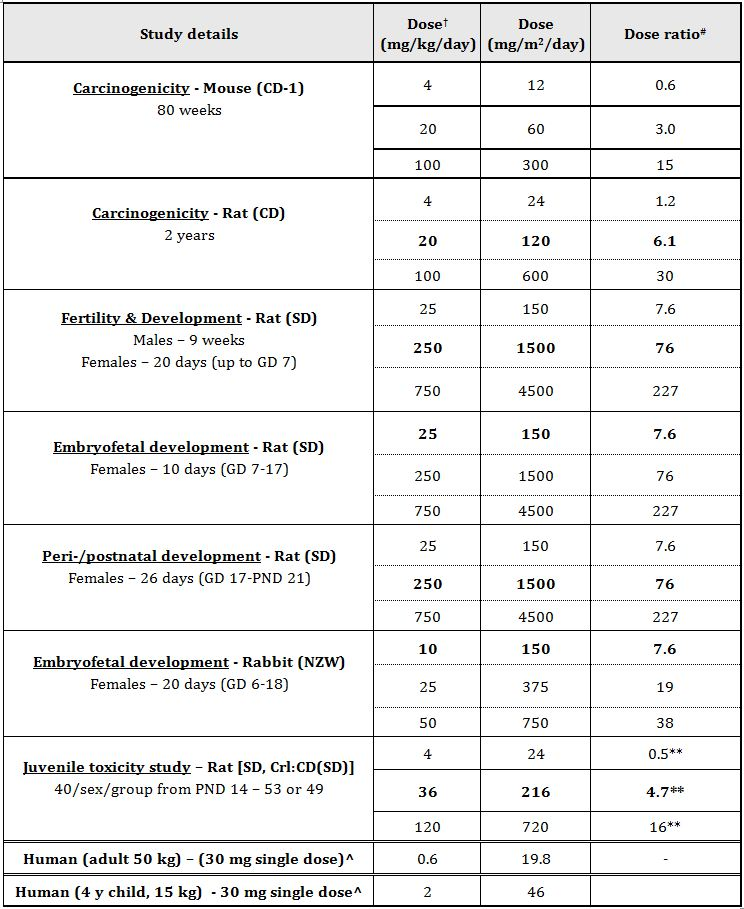 Study details Dose† (mg/kg/day) Dose (mg/m²/day) Dose ratio#
Carcinogenicity - Mouse (CD-1)
80 weeks
4 12 0.6
20 60 3.0
100 300 15
Carcinogenicity - Rat (CD)
2 years
4 24 1.2
20 120 6.1
100 600 30
Fertility & Development - Rat (SD)
Males – 9 weeks
Females – 20 days (up to GD 7)
25 150 7.6
250 1500 76
750 4500 227
Embryofetal development - Rat (SD)
Females – 10 days (GD 7-17)
25 150 7.6
250 1500 76
750 4500 227
Peri-/postnatal development - Rat (SD)
Females – 26 days (GD 17-PND 21)
25 150 7.6
250 1500 76
750 4500 227
Embryofetal development - Rabbit (NZW)
Females – 20 days (GD 6-18)
10 150 7.6
25 375 19
50 750 38
Juvenile toxicity study – Rat [SD, Crl:CD(SD)]
40/sex/group from PND 14 – 53 or 49
4 24 0.5**
36 216 4.7**
120 720 16**
Human (adult 50 kg) – (30 mg single dose)^ 0.6 19.8 -
Human (4 y child, 15 kg) - 30 mg single dose^ 2 46